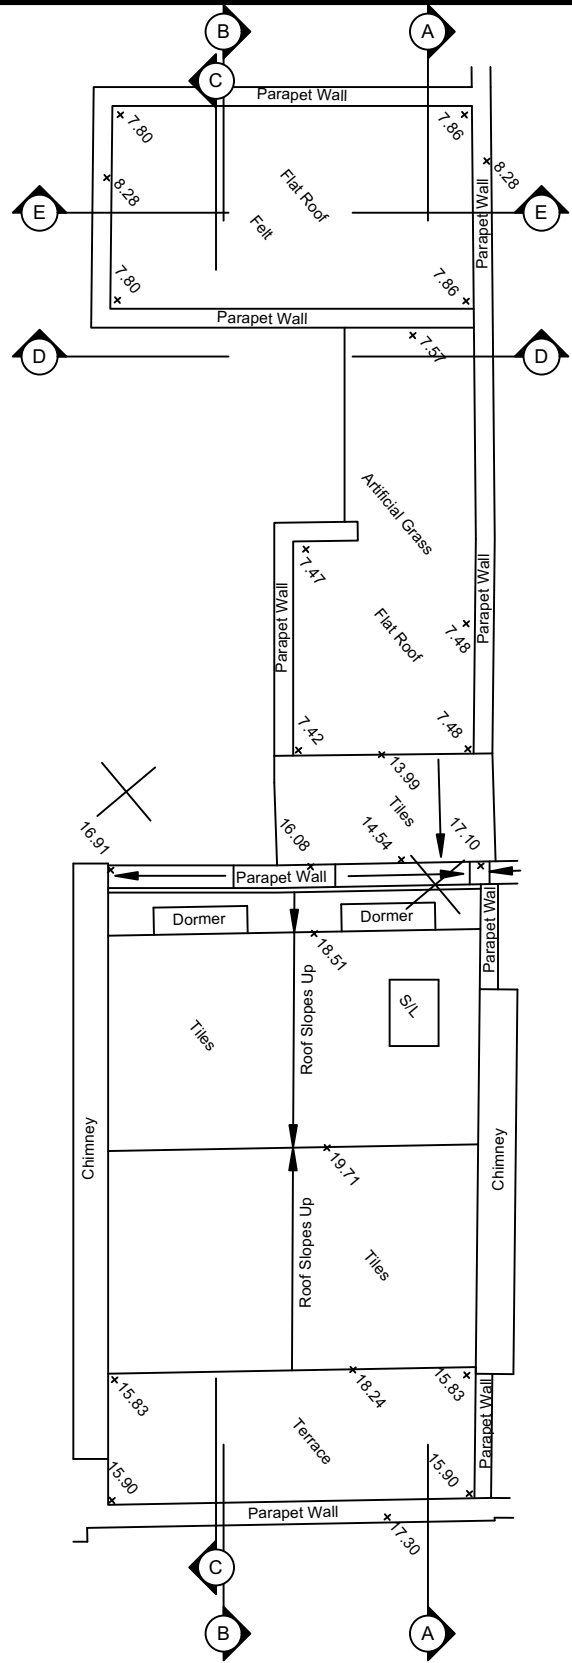 B
A
C
Parapet Wall
7.80
7.86
8.28
8.28
Flat Roof
Felt
Parapet Wall
E
E
7.80
7.86
Parapet Wall
D
7.57
D
Artificial Grass
7.47
Parapet Wall
Parapet Wall
Flat Roof
7.48
7.42
7.48
13.99
Tiles
16.91
16.08
14.54
17.10
Parapet Wall
Dormer
Dormer
Parapet Wall
18.51
Roof Slopes Up
S/L
Tiles
Chimney
Chimney
19.71
Roof Slopes Up
Tiles
15.83
18.24
15.83
Parapet Wall
Terrace
15.90
15.90
Parapet Wall
17.30
C
B
A